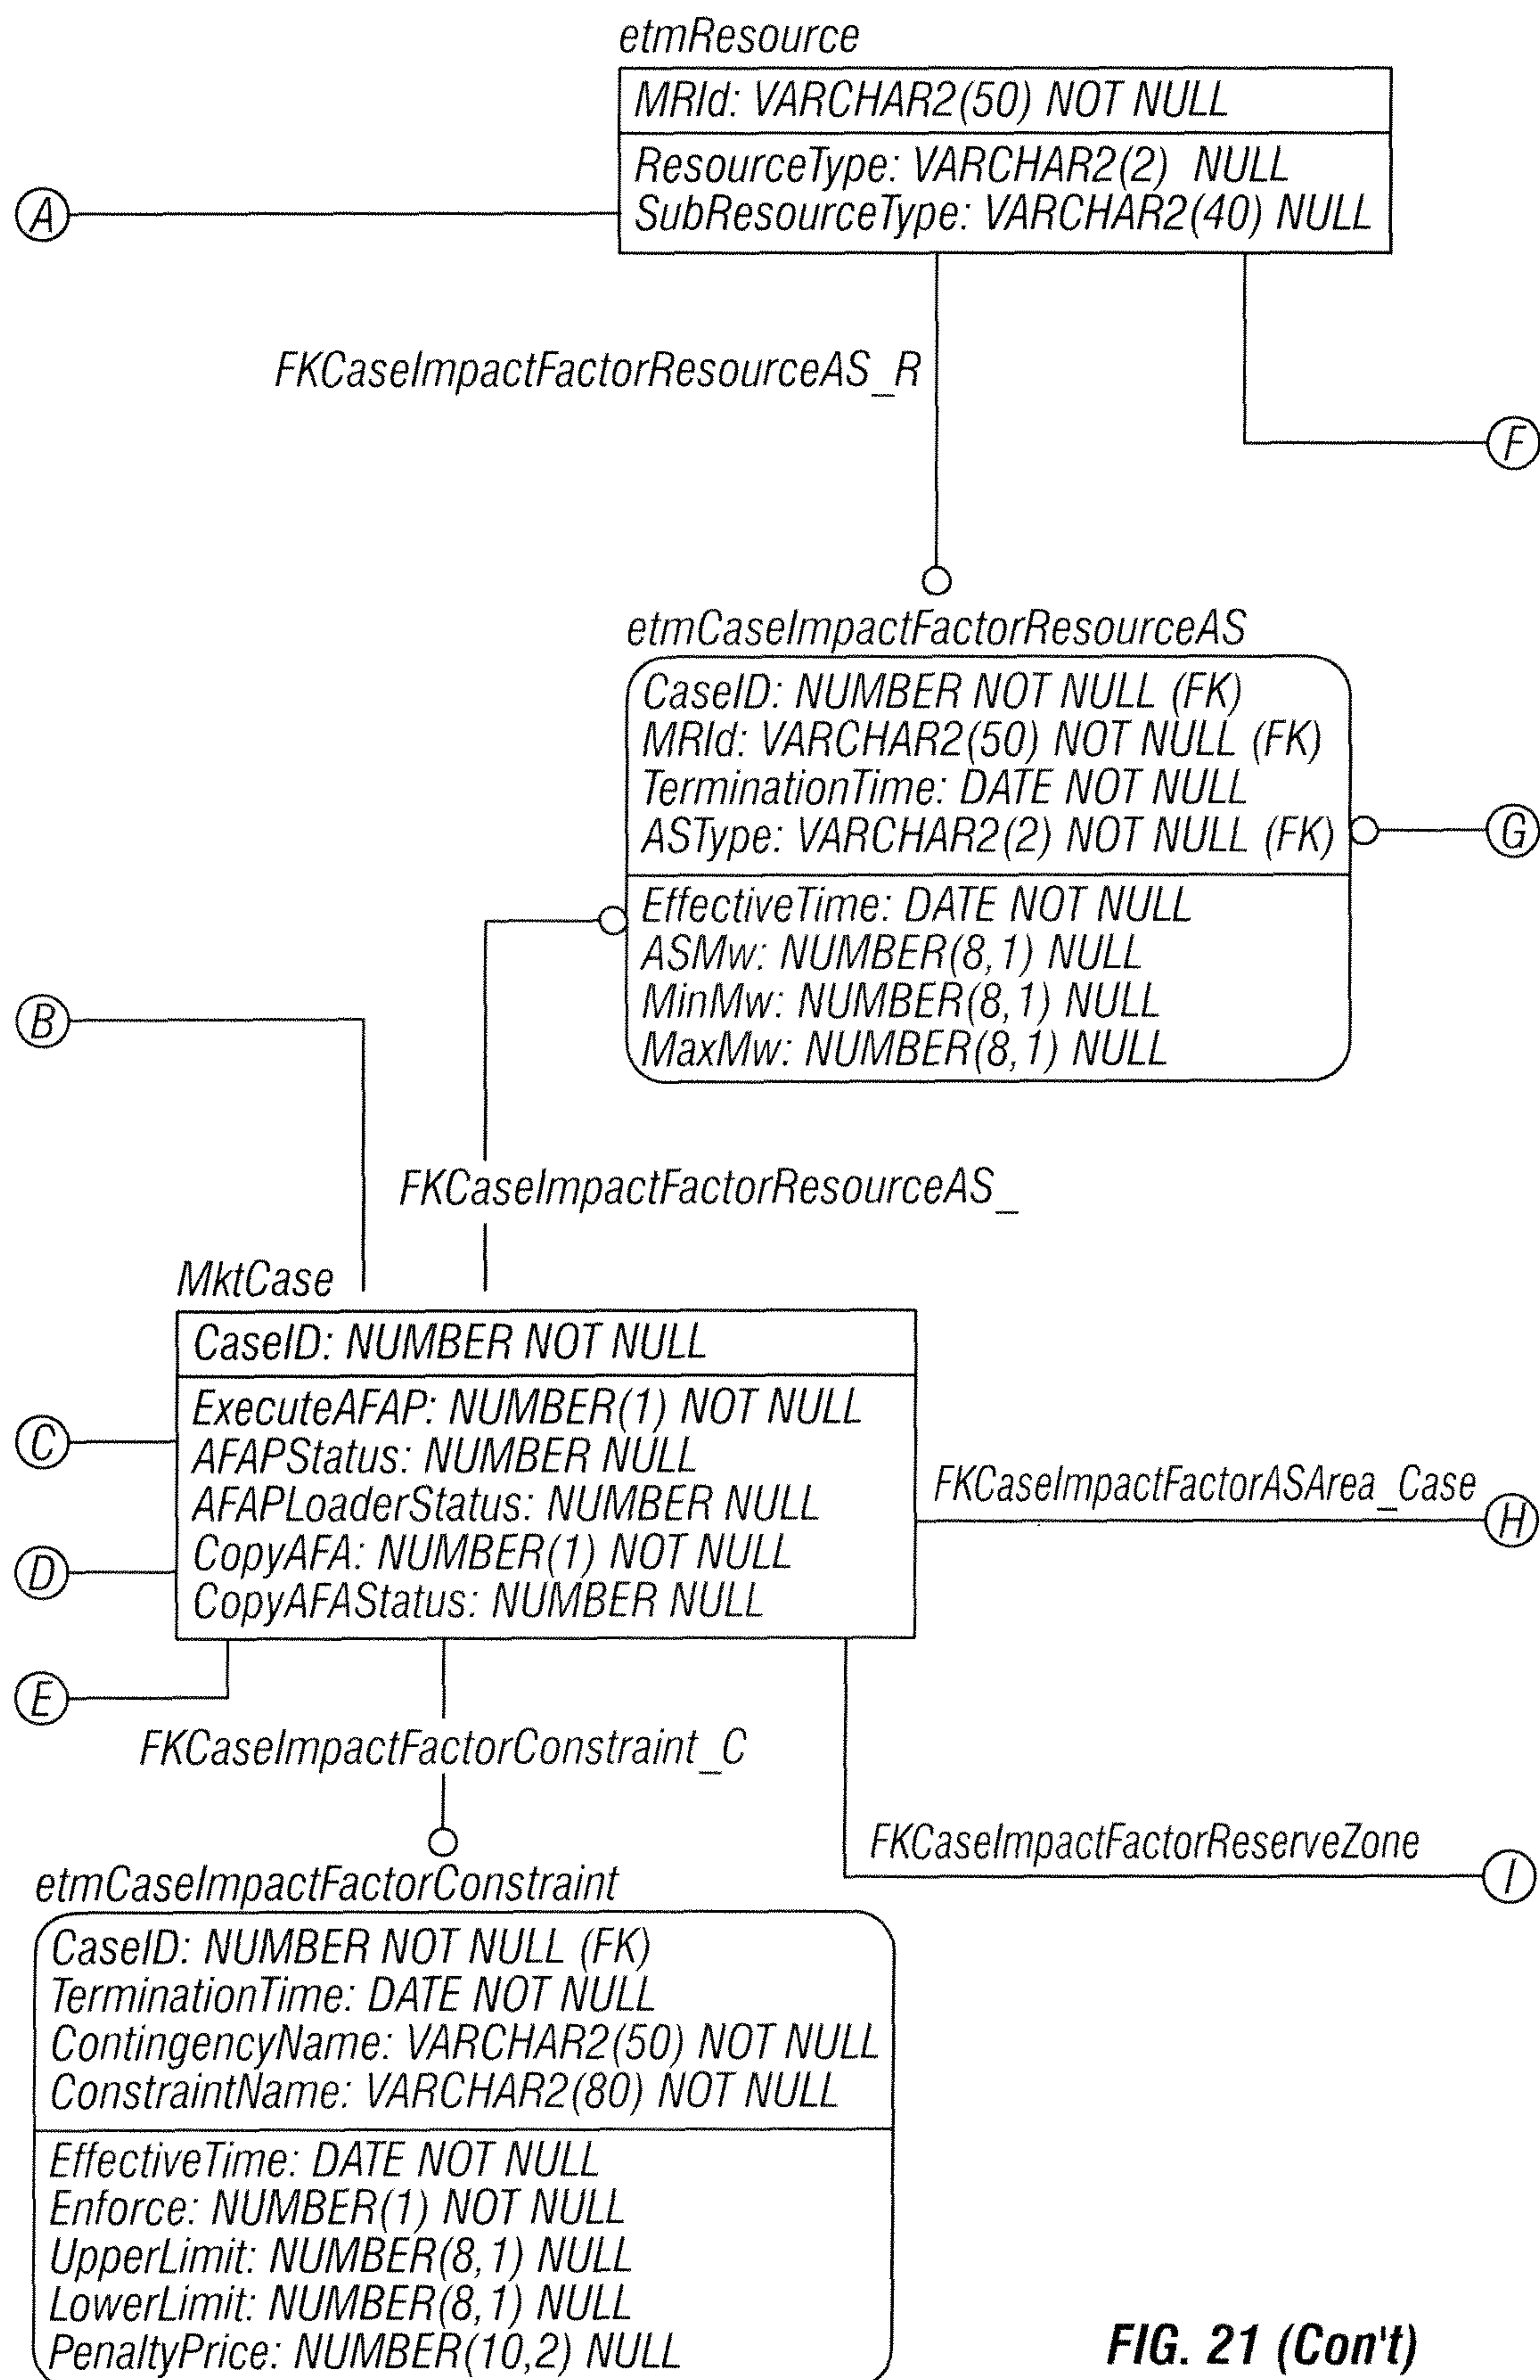 etmResource
MRId: VARCHAR2(50) NOT NULL
ResourceType: VARCHAR2(2) NULL
SubResourceType: VARCHAR2(40) NULL
A
FKCaseImpactFactorResourceAS_R
F
etmCaseImpactFactorResourceAS
CaseID: NUMBER NOT NULL (FK)
MRId: VARCHAR2(50) NOT NULL (FK)
TerminationTime: DATE NOT NULL
ASType: VARCHAR2(2) NOT NULL (FK)
G
EffectiveTime: DATE NOT NULL
ASMw: NUMBER(8,1) NULL
MinMw: NUMBER(8,1) NULL
MaxMw: NUMBER(8,1) NULL
B
FKCaseImpactFactorResourceAS_
MktCase
CaseID: NUMBER NOT NULL
ExecuteAFAP: NUMBER(1) NOT NULL
AFAPStatus: NUMBER NULL
AFAPLoaderStatus: NUMBER NULL
CopyAFA: NUMBER(1) NOT NULL
CopyAFAStatus: NUMBER NULL
C
D
E
FKCaseImpactFactorASArea_Case
H
FKCaseImpactFactorConstraint_C
FKCaseImpactFactorReserveZone
I
etmCaseImpactFactorConstraint
CaseID: NUMBER NOT NULL (FK)
TerminationTime: DATE NOT NULL
ContingencyName: VARCHAR2(50) NOT NULL
ConstraintName: VARCHAR2(80) NOT NULL
EffectiveTime: DATE NOT NULL
Enforce: NUMBER(1) NOT NULL
UpperLimit: NUMBER(8,1) NULL
LowerLimit: NUMBER(8,1) NULL
PenaltyPrice: NUMBER(10,2) NULL
FIG. 21 (Con't)